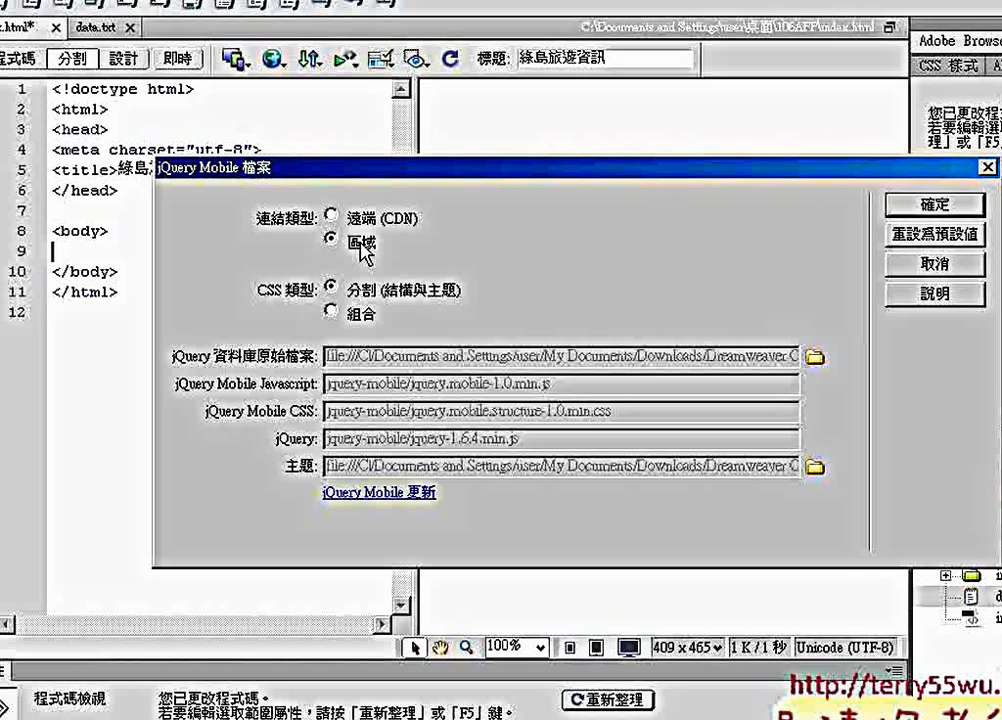 .html*
data.txt
C:\Documents and Settings\user\桌面\106APP\index.html
程式碼 分割 設計 即時 標題: 綠島旅遊資訊
Adobe Brows
CSS 樣式
您已更改程
若要編輯選
理」或「F5
1 <!doctype html>
2 <html>
3 <head>
4 <meta charset="utf-8">
5 <title>綠島
6 </head>
7
8 <body>
9
10 </body>
11 </html>
12
jQuery Mobile 檔案
連結類型: 遠端 (CDN)
區域
CSS 類型: 分割 (結構與主題)
組合
確定
重設為預設值
取消
說明
jQuery 資料庫原始檔案: file:///C|/Documents and Settings/user/My Documents/Downloads/Dreamweaver C
jQuery Mobile Javascript: jquery-mobile/jquery.mobile-1.0.min.js
jQuery Mobile CSS: jquery-mobile/jquery.mobile.structure-1.0.min.css
jQuery: jquery-mobile/jquery-1.6.4.min.js
主題: file:///C|/Documents and Settings/user/My Documents/Downloads/Dreamweaver C
jQuery Mobile 更新
100% 409 x 465 1 K / 1 秒 Unicode (UTF-8)
程式碼檢視
您已更改程式碼。
若要編輯選取範圍屬性，請按「重新整理」或「F5」鍵。
重新整理
http://terry55wu.